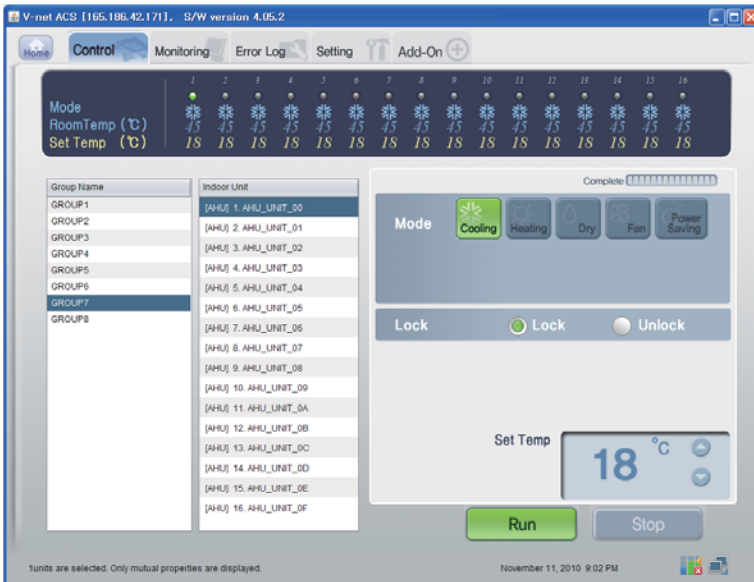 V-net ACS [165.186.42.171], S/W version 4.05.2
Home Control Monitoring Error Log Setting Add-On
1 2 3 4 5 6 7 8 9 10 11 12 13 14 15 16
Mode
RoomTemp (℃) 45 45 45 45 45 45 45 45 45 45 45 45 45 45 45 45
Set Temp (℃) 18 18 18 18 18 18 18 18 18 18 18 18 18 18 18 18
Group Name
GROUP1
GROUP2
GROUP3
GROUP4
GROUP5
GROUP6
GROUP7
GROUP8
Indoor Unit
[AHU] 1. AHU_UNIT_00
[AHU] 2. AHU_UNIT_01
[AHU] 3. AHU_UNIT_02
[AHU] 4. AHU_UNIT_03
[AHU] 5. AHU_UNIT_04
[AHU] 6. AHU_UNIT_05
[AHU] 7. AHU_UNIT_06
[AHU] 8. AHU_UNIT_07
[AHU] 9. AHU_UNIT_08
[AHU] 10. AHU_UNIT_09
[AHU] 11. AHU_UNIT_0A
[AHU] 12. AHU_UNIT_0B
[AHU] 13. AHU_UNIT_0C
[AHU] 14. AHU_UNIT_0D
[AHU] 15. AHU_UNIT_0E
[AHU] 16. AHU_UNIT_0F
Complete
Mode Cooling Heating Dry Fan Power Saving
Lock Lock Unlock
Set Temp 18 °C
Run Stop
1units are selected. Only mutual properties are displayed.
November 11, 2010 9:02 PM